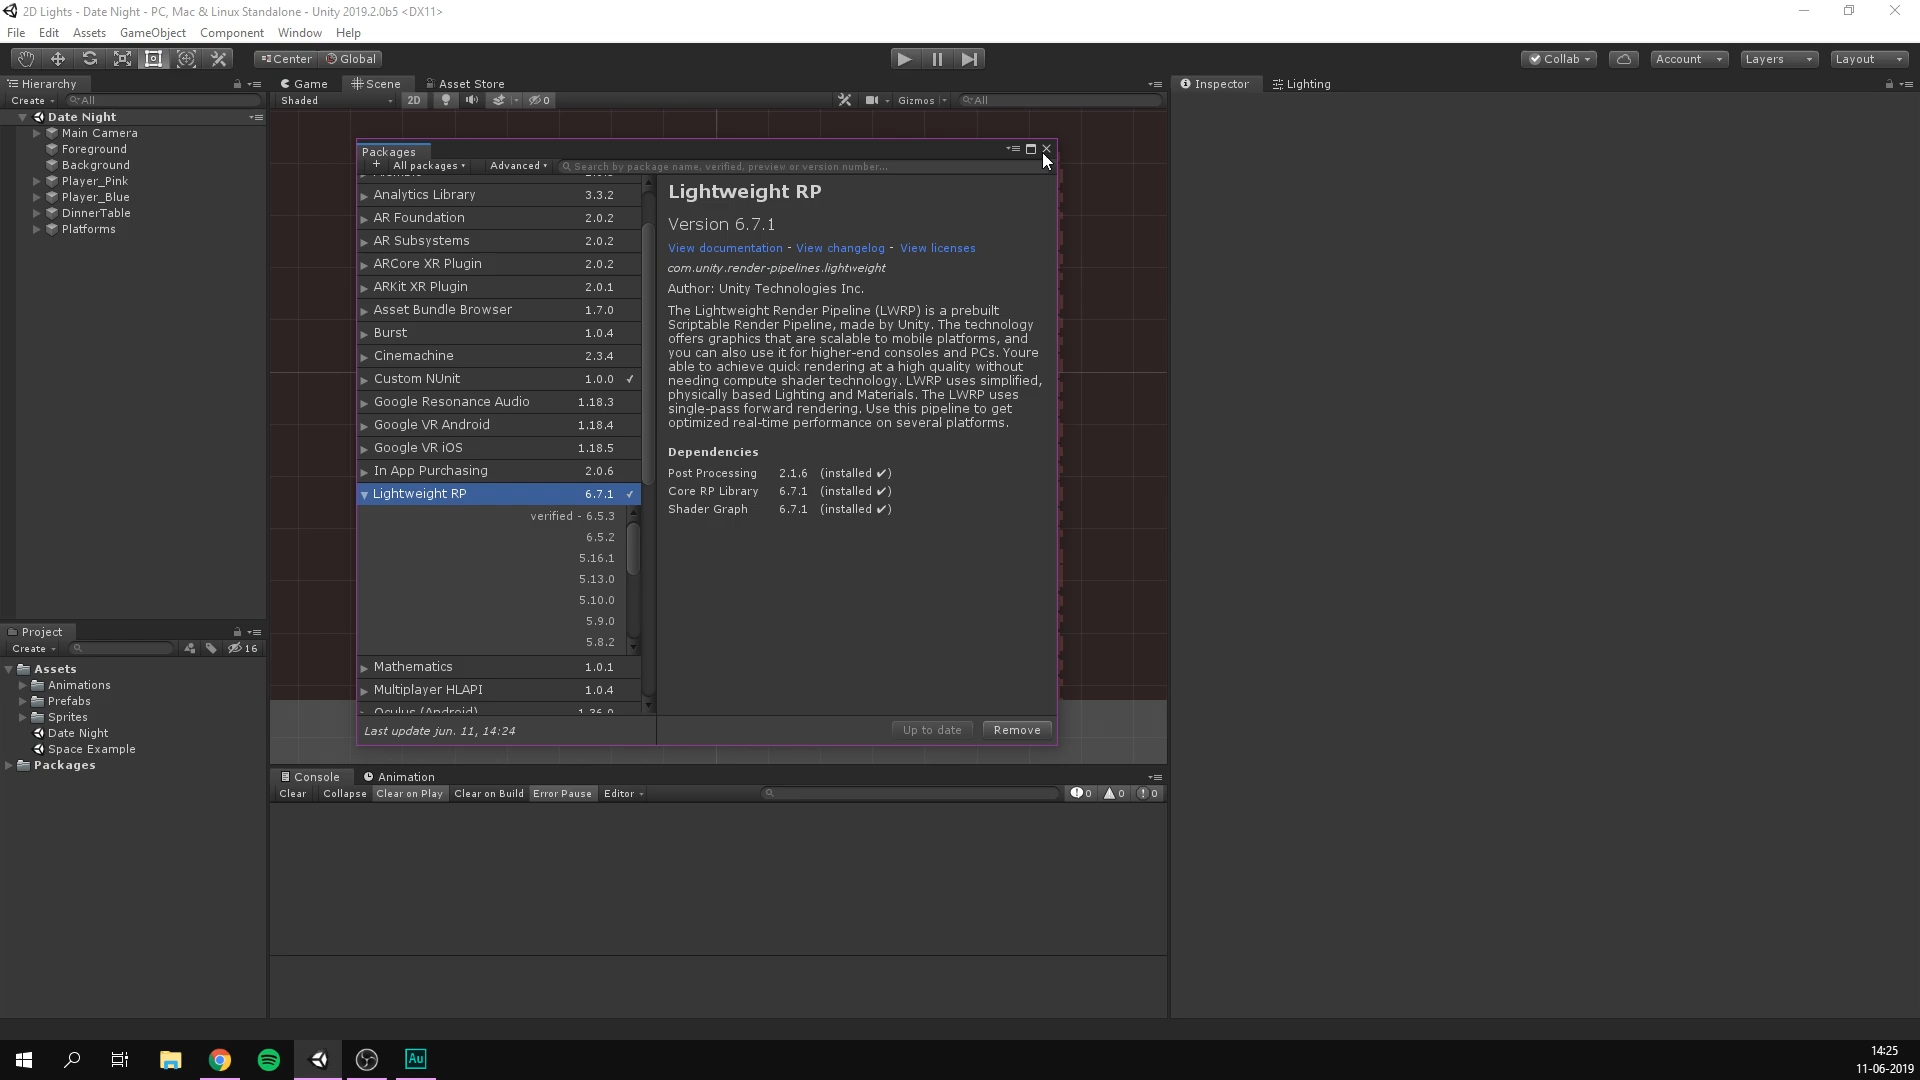 2D Lights - Date Night - PC, Mac & Linux Standalone - Unity 2019.2.0b5 <DX11>
File Edit Assets GameObject Component Window Help
Center Global Collab Account Layers Layout
Hierarchy
Create All
Date Night
Main Camera
Foreground
Background
Player_Pink
Player_Blue
DinnerTable
Platforms
Project
Create 16
Assets
Animations
Prefabs
Sprites
Date Night
Space Example
Packages
Game Scene Asset Store
Shaded 2D 0 Gizmos All
Packages
+ All packages Advanced Search by package name, verified, preview or version number...
Analytics Library 3.3.2
AR Foundation 2.0.2
AR Subsystems 2.0.2
ARCore XR Plugin 2.0.2
ARKit XR Plugin 2.0.1
Asset Bundle Browser 1.7.0
Burst 1.0.4
Cinemachine 2.3.4
Custom NUnit 1.0.0 ✓
Google Resonance Audio 1.18.3
Google VR Android 1.18.4
Google VR iOS 1.18.5
In App Purchasing 2.0.6
Lightweight RP 6.7.1 ✓
verified - 6.5.3
6.5.2
5.16.1
5.13.0
5.10.0
5.9.0
5.8.2
Mathematics 1.0.1
Multiplayer HLAPI 1.0.4
Oculus (Android) 1.36.0
Last update jun. 11, 14:24
Lightweight RP
Version 6.7.1
View documentation - View changelog - View licenses
com.unity.render-pipelines.lightweight
Author: Unity Technologies Inc.
The Lightweight Render Pipeline (LWRP) is a prebuilt
Scriptable Render Pipeline, made by Unity. The technology
offers graphics that are scalable to mobile platforms, and
you can also use it for higher-end consoles and PCs. Youre
able to achieve quick rendering at a high quality without
needing compute shader technology. LWRP uses simplified,
physically based Lighting and Materials. The LWRP uses
single-pass forward rendering. Use this pipeline to get
optimized real-time performance on several platforms.
Dependencies
Post Processing 2.1.6 (installed ✓)
Core RP Library 6.7.1 (installed ✓)
Shader Graph 6.7.1 (installed ✓)
Up to date Remove
Console Animation
Clear Collapse Clear on Play Clear on Build Error Pause Editor 0 0 0
Inspector Lighting
Au
14:25
11-06-2019